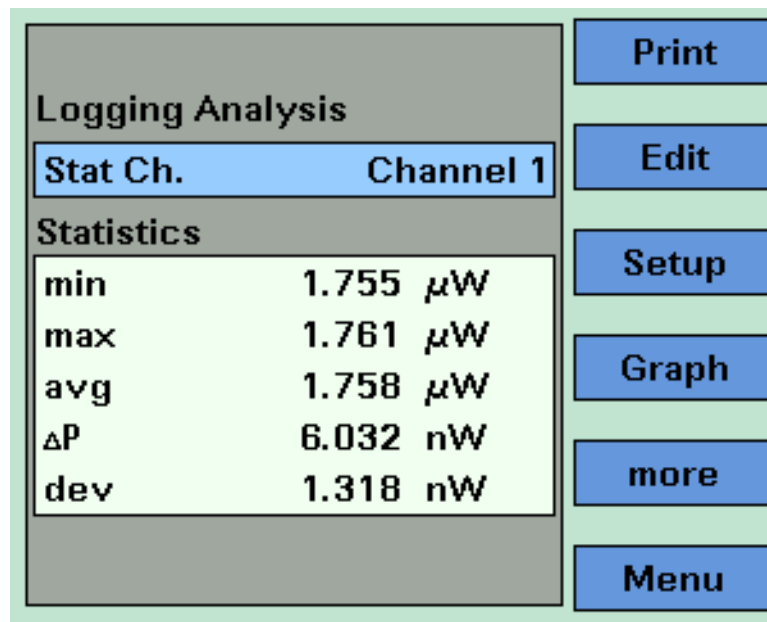 Logging Analysis
Stat Ch. Channel 1
Statistics
min 1.755 μW
max 1.761 μW
avg 1.758 μW
△P 6.032 nW
dev 1.318 nW
Print
Edit
Setup
Graph
more
Menu